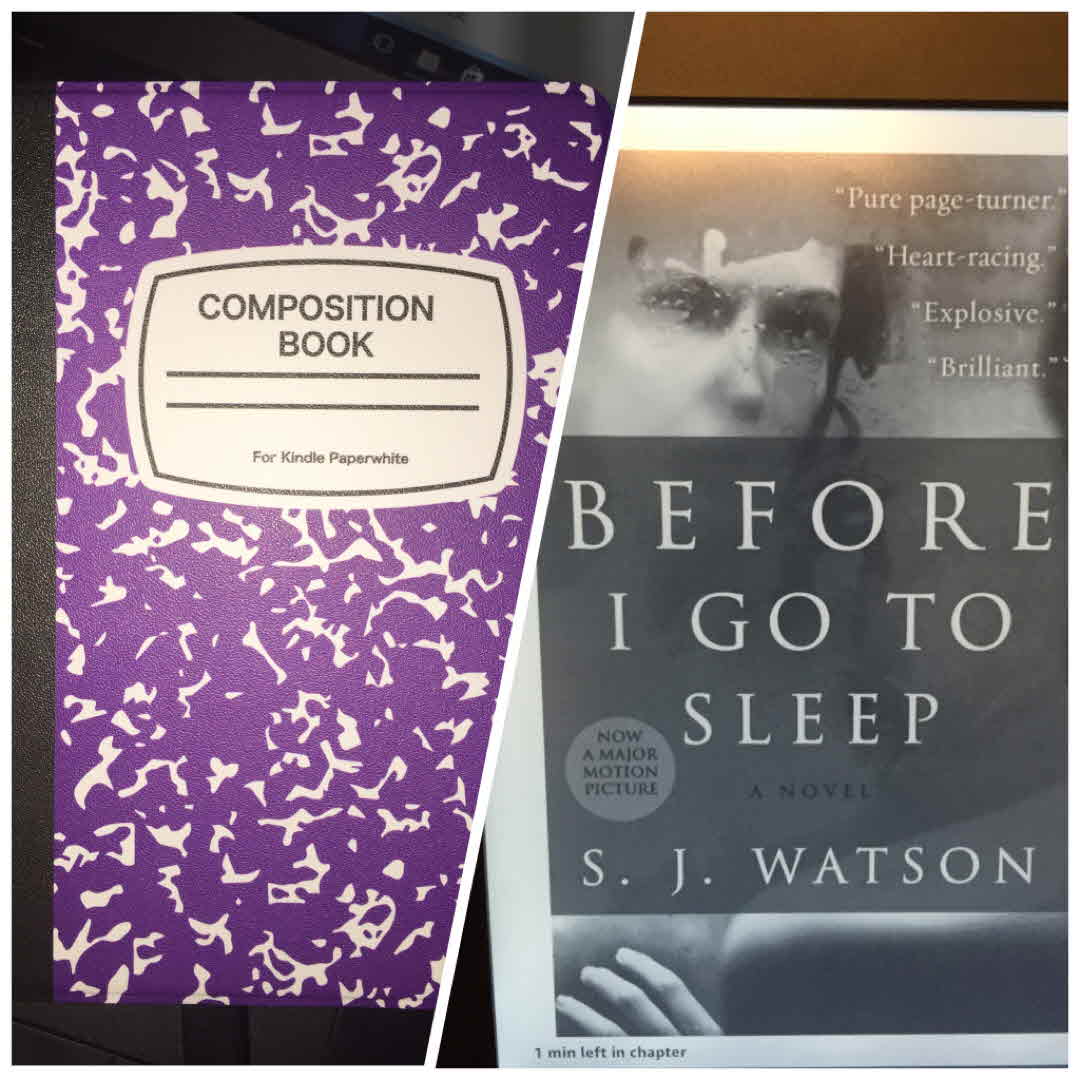 COMPOSITION
BOOK
For Kindle Paperwhite
“Pure page-turner.”
“Heart-racing.”
“Explosive.”
“Brilliant.”
BEFORE
I GO TO
SLEEP
NOW
A MAJOR
MOTION
PICTURE
A NOVEL
S. J. WATSON
1 min left in chapter